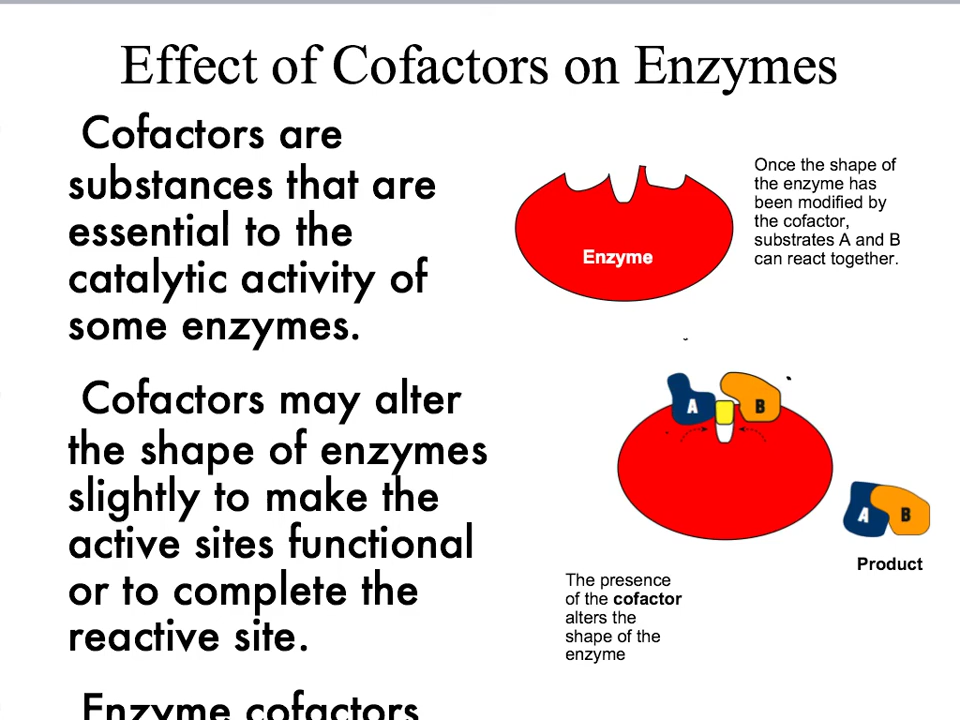 Effect of Cofactors on Enzymes
Cofactors are
substances that are
essential to the
catalytic activity of
some enzymes.
Cofactors may alter
the shape of enzymes
slightly to make the
active sites functional
or to complete the
reactive site.
Enzyme cofactors
Once the shape of
the enzyme has
been modified by
the cofactor,
substrates A and B
can react together.
Enzyme
A B
A B
Product
The presence
of the cofactor
alters the
shape of the
enzyme